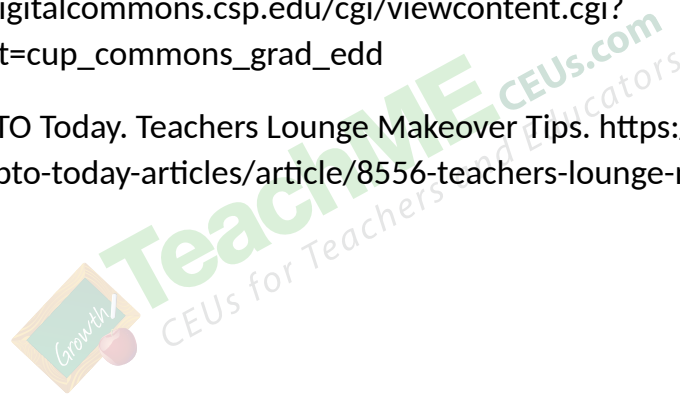 igitalcommons.csp.edu/cgi/viewcontent.cgi?
t=cup_commons_grad_edd
TO Today. Teachers Lounge Makeover Tips. https:/
pto-today-articles/article/8556-teachers-lounge-
TeachME
CEUs.com
CEUs for Teachers and Educators
Growth!